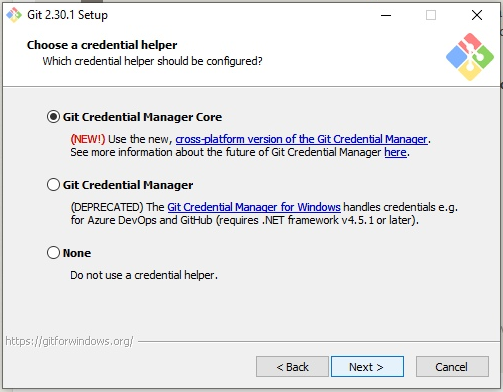 Git 2.30.1 Setup
Choose a credential helper
Which credential helper should be configured?
Git Credential Manager Core
(NEW!) Use the new, cross-platform version of the Git Credential Manager.
See more information about the future of Git Credential Manager here.
Git Credential Manager
(DEPRECATED) The Git Credential Manager for Windows handles credentials e.g.
for Azure DevOps and GitHub (requires .NET framework v4.5.1 or later).
None
Do not use a credential helper.
https://gitforwindows.org/
< Back Next > Cancel